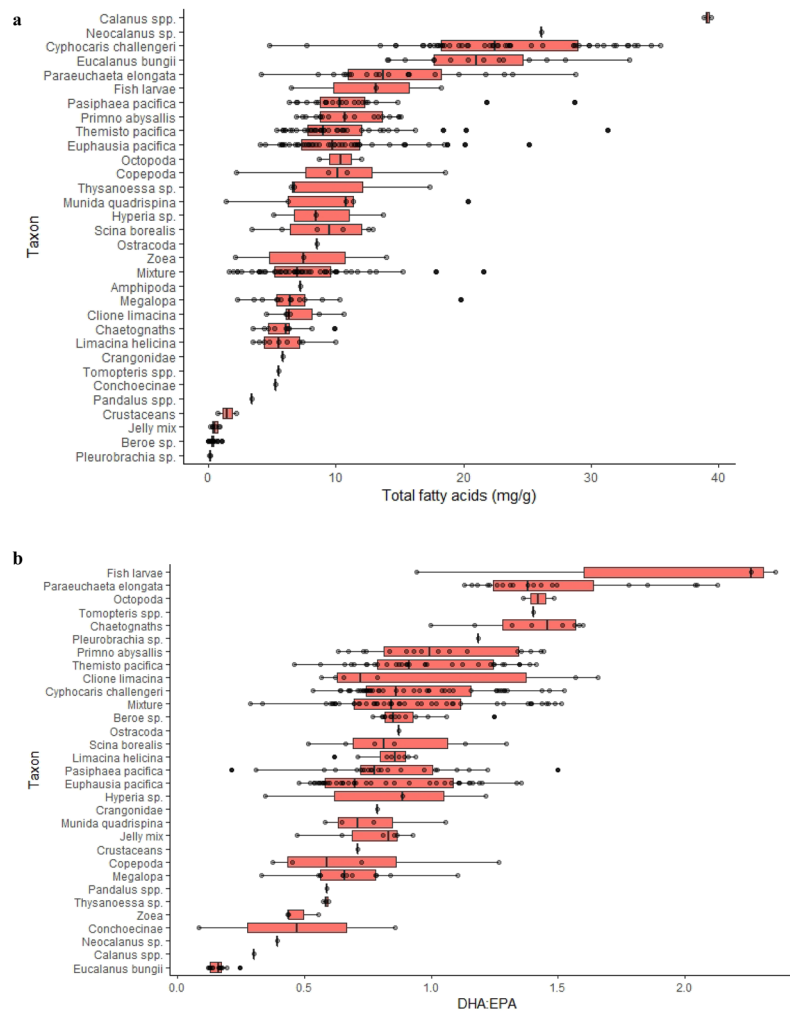 a
Calanus spp.
Neocalanus sp.
Cyphocaris challengeri
Eucalanus bungii
Paraeuchaeta elongata
Fish larvae
Pasiphaea pacifica
Primno abysallis
Themisto pacifica
Euphausia pacifica
Octopoda
Copepoda
Thysanoessa sp.
Munida quadrispina
Hyperia sp.
Scina borealis
Ostracoda
Zoea
Mixture
Amphipoda
Megalopa
Clione limacina
Chaetognaths
Limacina helicina
Crangonidae
Tomopteris spp.
Conchoecinae
Pandalus spp.
Crustaceans
Jelly mix
Beroe sp.
Pleurobrachia sp.
Taxon
0 10 20 30 40
Total fatty acids (mg/g)
b
Fish larvae
Paraeuchaeta elongata
Octopoda
Tomopteris spp.
Chaetognaths
Pleurobrachia sp.
Primno abysallis
Themisto pacifica
Clione limacina
Cyphocaris challengeri
Mixture
Beroe sp.
Ostracoda
Scina borealis
Limacina helicina
Pasiphaea pacifica
Euphausia pacifica
Hyperia sp.
Crangonidae
Munida quadrispina
Jelly mix
Crustaceans
Copepoda
Megalopa
Pandalus spp.
Thysanoessa sp.
Zoea
Conchoecinae
Neocalanus sp.
Calanus spp.
Eucalanus bungii
Taxon
0.0 0.5 1.0 1.5 2.0
DHA:EPA